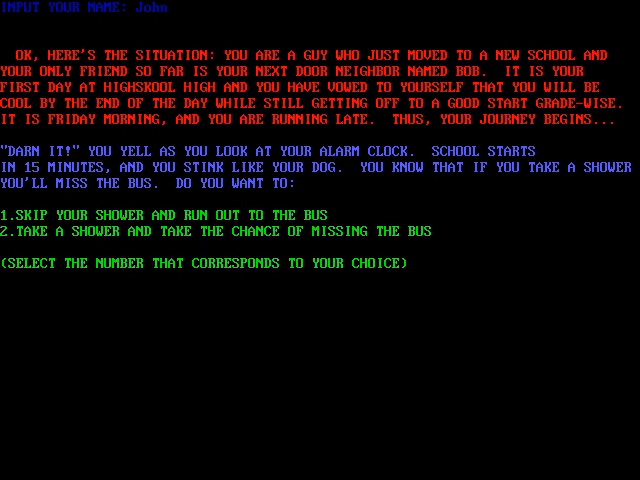 INPUT YOUR NAME: John
OK, HERE'S THE SITUATION: YOU ARE A GUY WHO JUST MOVED TO A NEW SCHOOL AND
YOUR ONLY FRIEND SO FAR IS YOUR NEXT DOOR NEIGHBOR NAMED BOB.  IT IS YOUR
FIRST DAY AT HIGHSKOOL HIGH AND YOU HAVE VOWED TO YOURSELF THAT YOU WILL BE
COOL BY THE END OF THE DAY WHILE STILL GETTING OFF TO A GOOD START GRADE-WISE.
IT IS FRIDAY MORNING, AND YOU ARE RUNNING LATE.  THUS, YOUR JOURNEY BEGINS...
"DARN IT!" YOU YELL AS YOU LOOK AT YOUR ALARM CLOCK.  SCHOOL STARTS
IN 15 MINUTES, AND YOU STINK LIKE YOUR DOG.  YOU KNOW THAT IF YOU TAKE A SHOWER
YOU'LL MISS THE BUS.  DO YOU WANT TO:
1.SKIP YOUR SHOWER AND RUN OUT TO THE BUS
2.TAKE A SHOWER AND TAKE THE CHANCE OF MISSING THE BUS
(SELECT THE NUMBER THAT CORRESPONDS TO YOUR CHOICE)